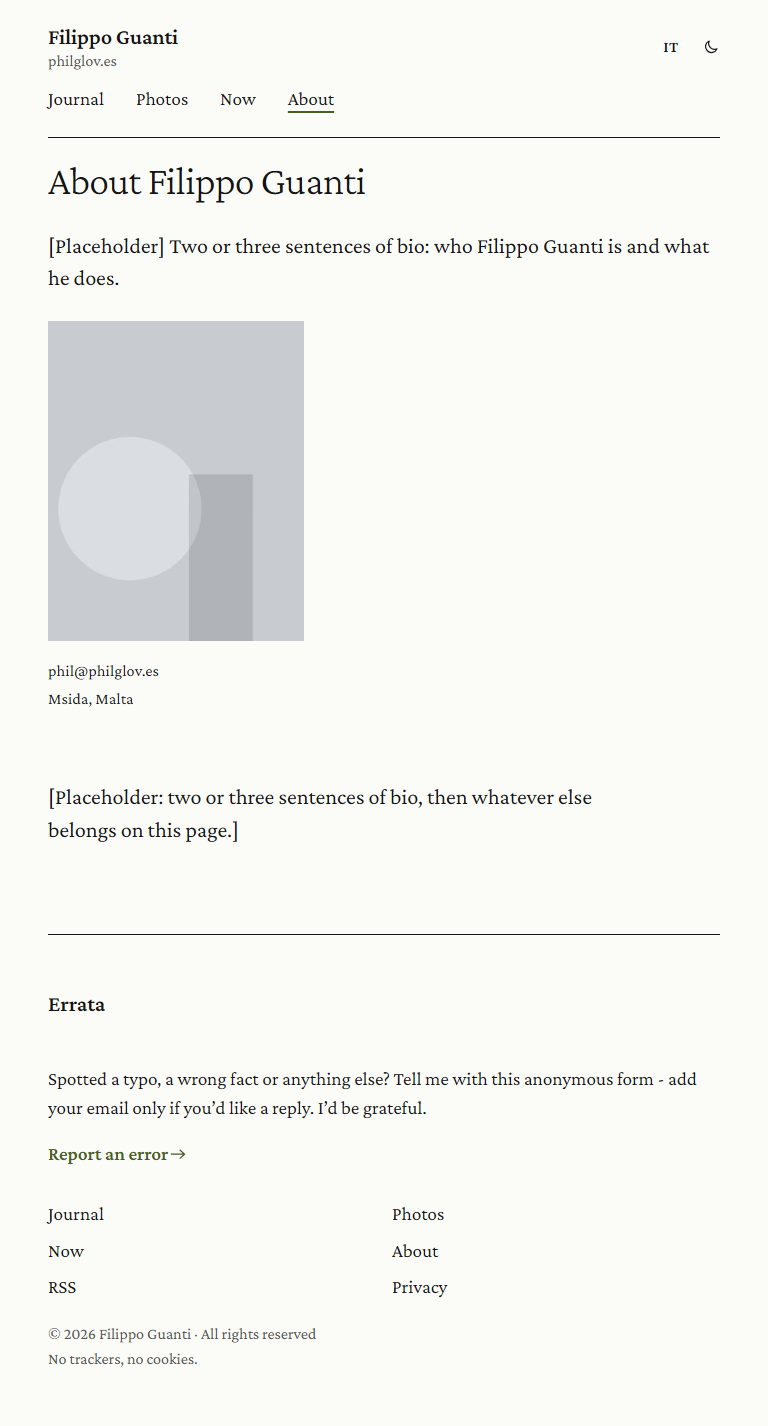 Filippo Guanti
philglov.es
IT
Journal Photos Now About
About Filippo Guanti
[Placeholder] Two or three sentences of bio: who Filippo Guanti is and what
he does.
phil@philglov.es
Msida, Malta
[Placeholder: two or three sentences of bio, then whatever else
belongs on this page.]
Errata
Spotted a typo, a wrong fact or anything else? Tell me with this anonymous form - add
your email only if you’d like a reply. I’d be grateful.
Report an error→
Journal Photos
Now About
RSS Privacy
© 2026 Filippo Guanti · All rights reserved
No trackers, no cookies.